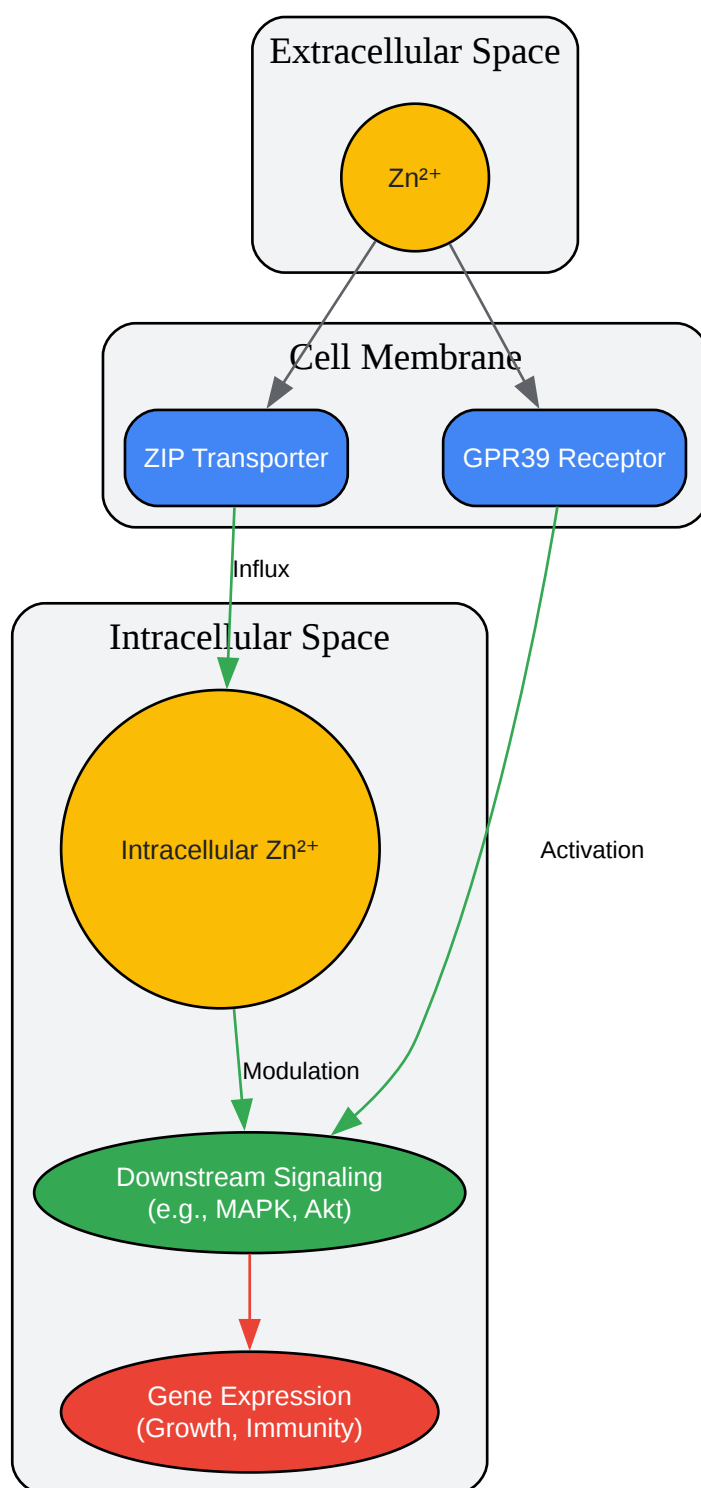 Extracellular Space
Zn²⁺
Cell Membrane
ZIP Transporter
GPR39 Receptor
Influx
Intracellular Space
Intracellular Zn²⁺
Activation
Modulation
Downstream Signaling
(e.g., MAPK, Akt)
Gene Expression
(Growth, Immunity)